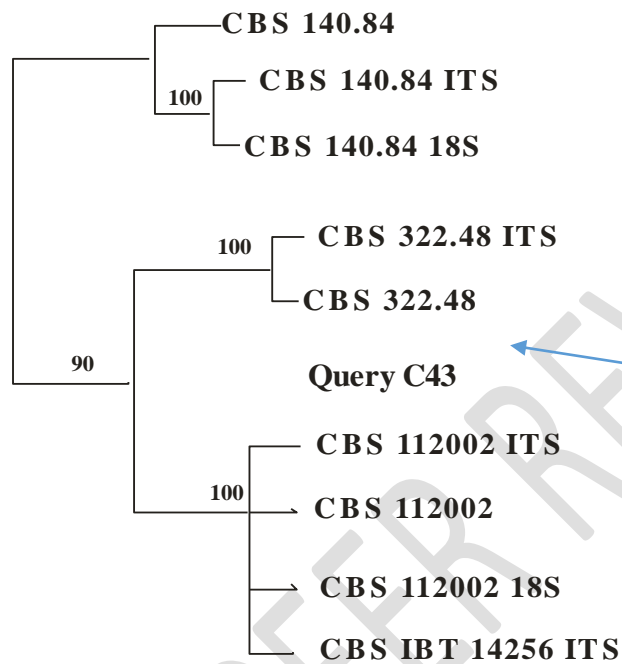 CBS 140.84
CBS 140.84 ITS
100
CBS 140.84 18S
CBS 322.48 ITS
100
CBS 322.48
90
Query C43
CBS 112002 ITS
100
CBS 112002
CBS 112002 18S
CBS IBT 14256 ITS